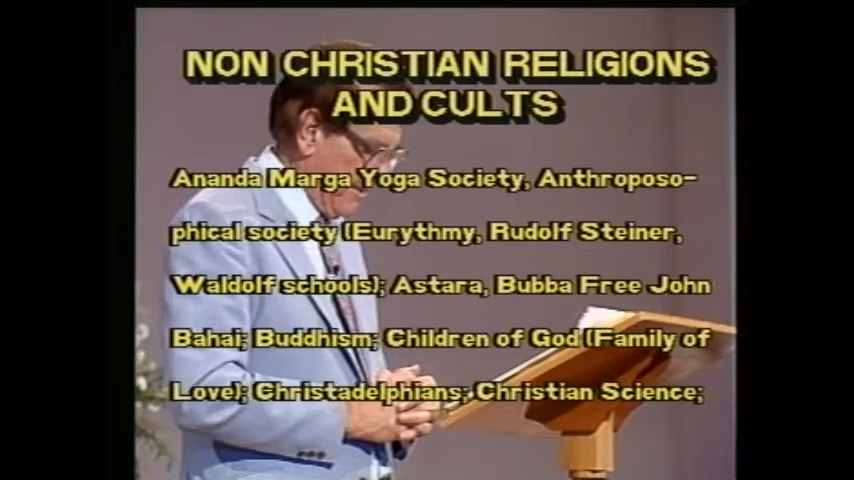 NON CHRISTIAN RELIGIONS
AND CULTS
Ananda Marga Yoga Society, Anthroposo-
phical society (Eurythmy, Rudolf Steiner,
Waldolf schools); Astara, Bubba Free John
Bahai; Buddhism; Children of God (Family of
Love); Christadelphians; Christian Science;